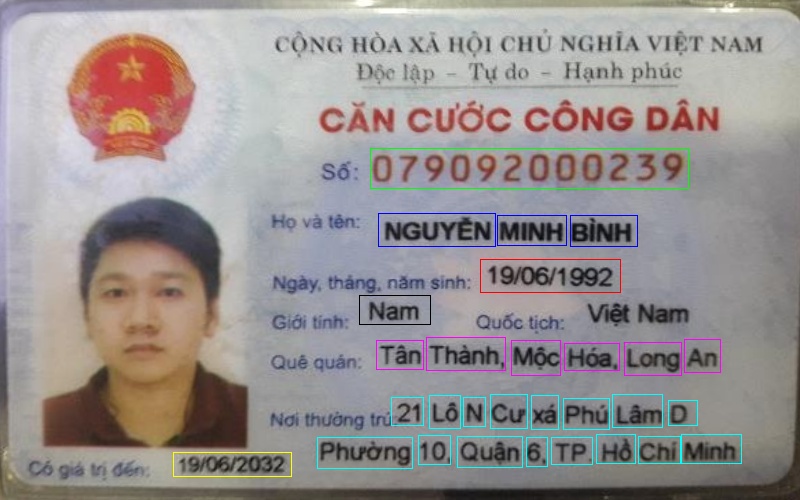 CỘNG HÒA XÃ HỘI CHỦ NGHĨA VIỆT NAM
Độc lập - Tự do - Hạnh phúc
CĂN CƯỚC CÔNG DÂN
Số: 079092000239
Họ và tên: NGUYỄN MINH BÌNH
Ngày, tháng, năm sinh: 19/06/1992
Giới tính: Nam Quốc tịch: Việt Nam
Quê quán: Tân Thành, Mộc Hóa, Long An
Nơi thường trú: 21 Lô N Cư xá Phú Lâm D
Phường 10, Quận 6, TP. Hồ Chí Minh
Có giá trị đến: 19/06/2032